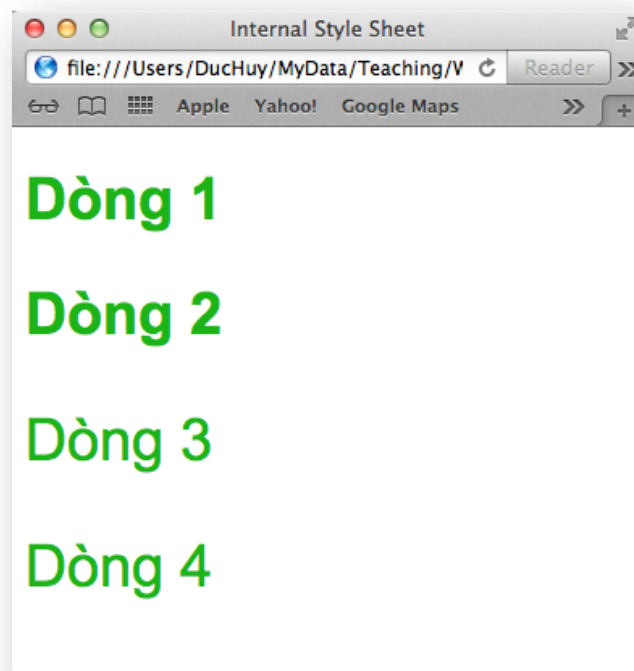 Internal Style Sheet
file:///Users/DucHuy/MyData/Teaching/W Reader
Apple Yahoo! Google Maps
Dòng 1
Dòng 2
Dòng 3
Dòng 4